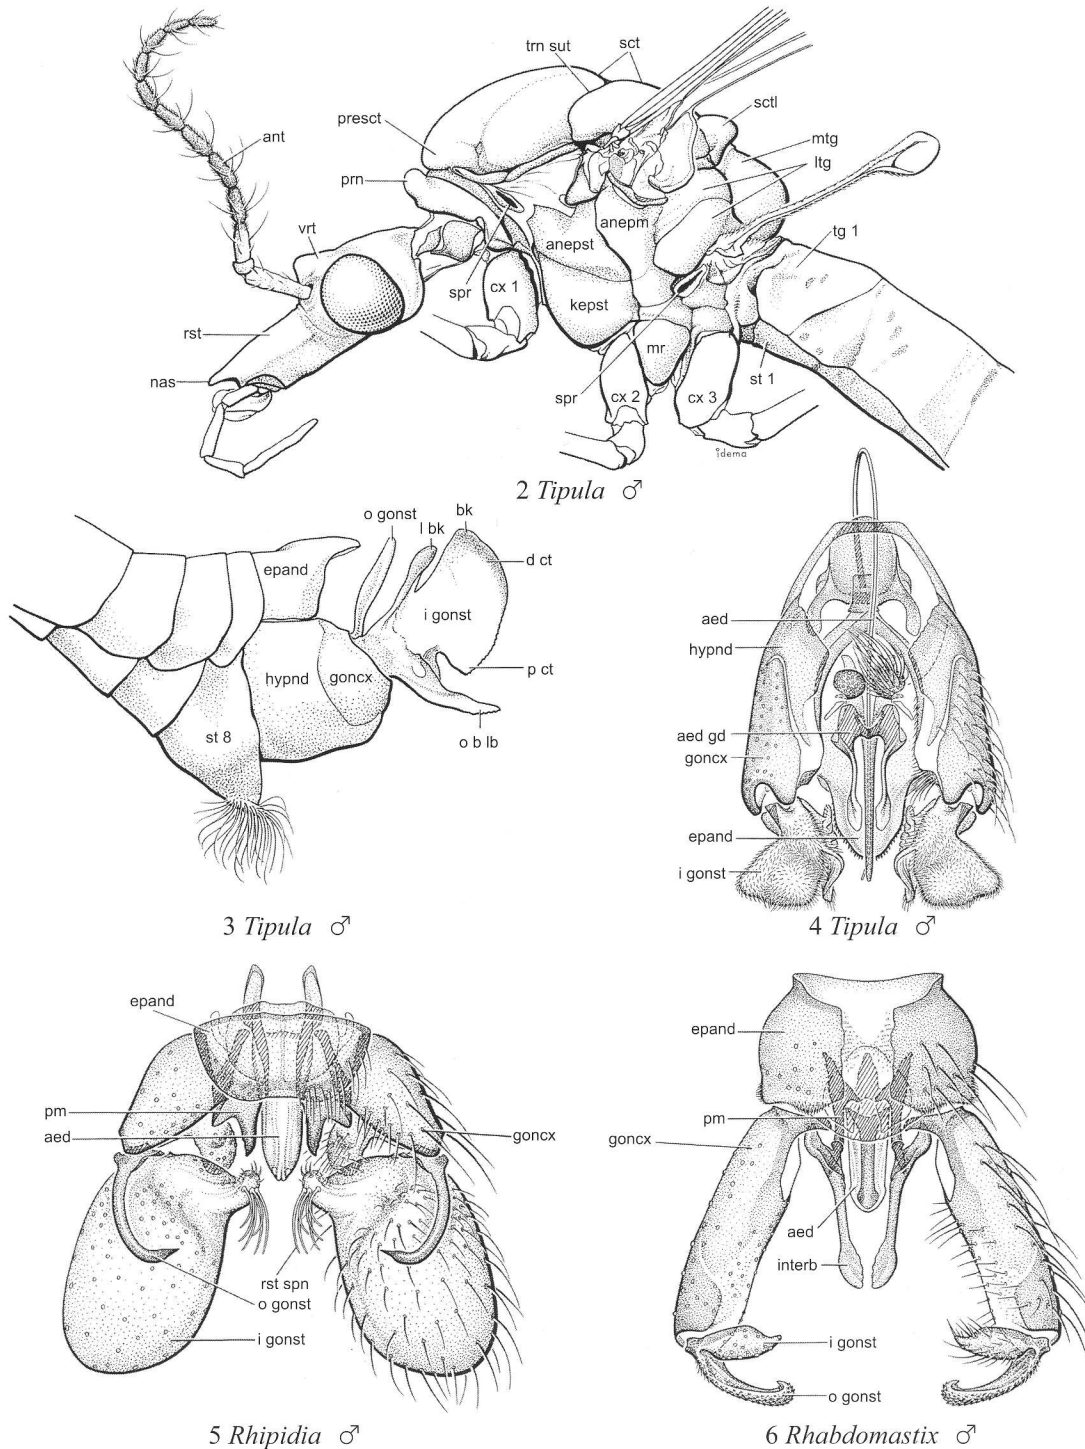 trn sut
sct
presct
sctl
mtg
ltg
ant
prn
vrt
anepm
anepst
tg 1
spr
cx 1
kepst
rst
mr
nas
st 1
spr
cx 2
cx 3
idema
2 Tipula ♂
o gonst
l bk
bk
epand
d ct
i gonst
hypnd
goncx
p ct
st 8
o b lb
3 Tipula ♂
aed
hypnd
aed gd
goncx
epand
i gonst
4 Tipula ♂
epand
pm
aed
goncx
rst spn
o gonst
i gonst
5 Rhipidia ♂
epand
pm
goncx
aed
interb
i gonst
o gonst
6 Rhabdomastix ♂